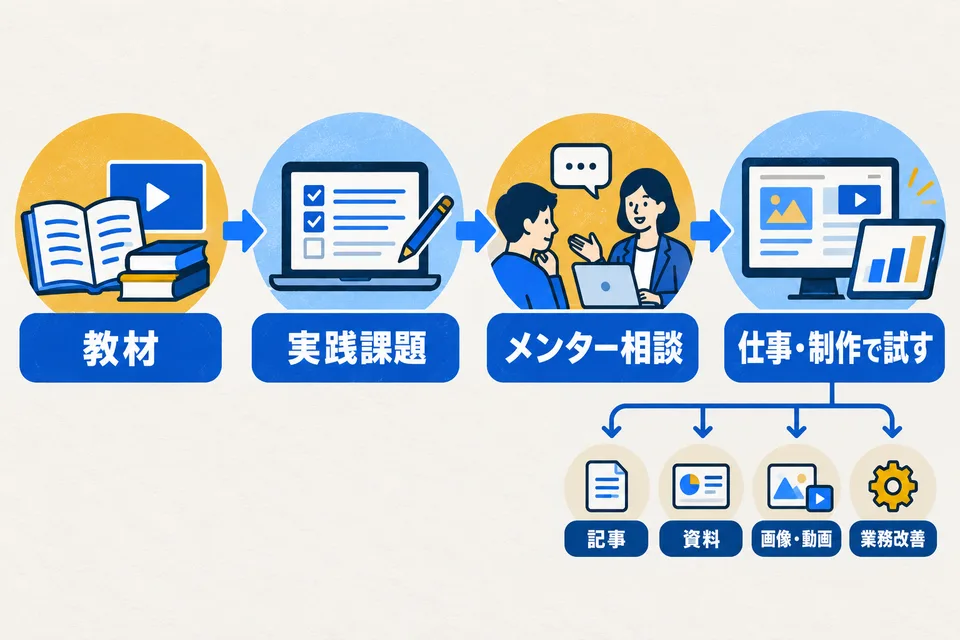 教材
実践課題
メンター相談
仕事・制作で試す
記事
資料
画像・動画
業務改善